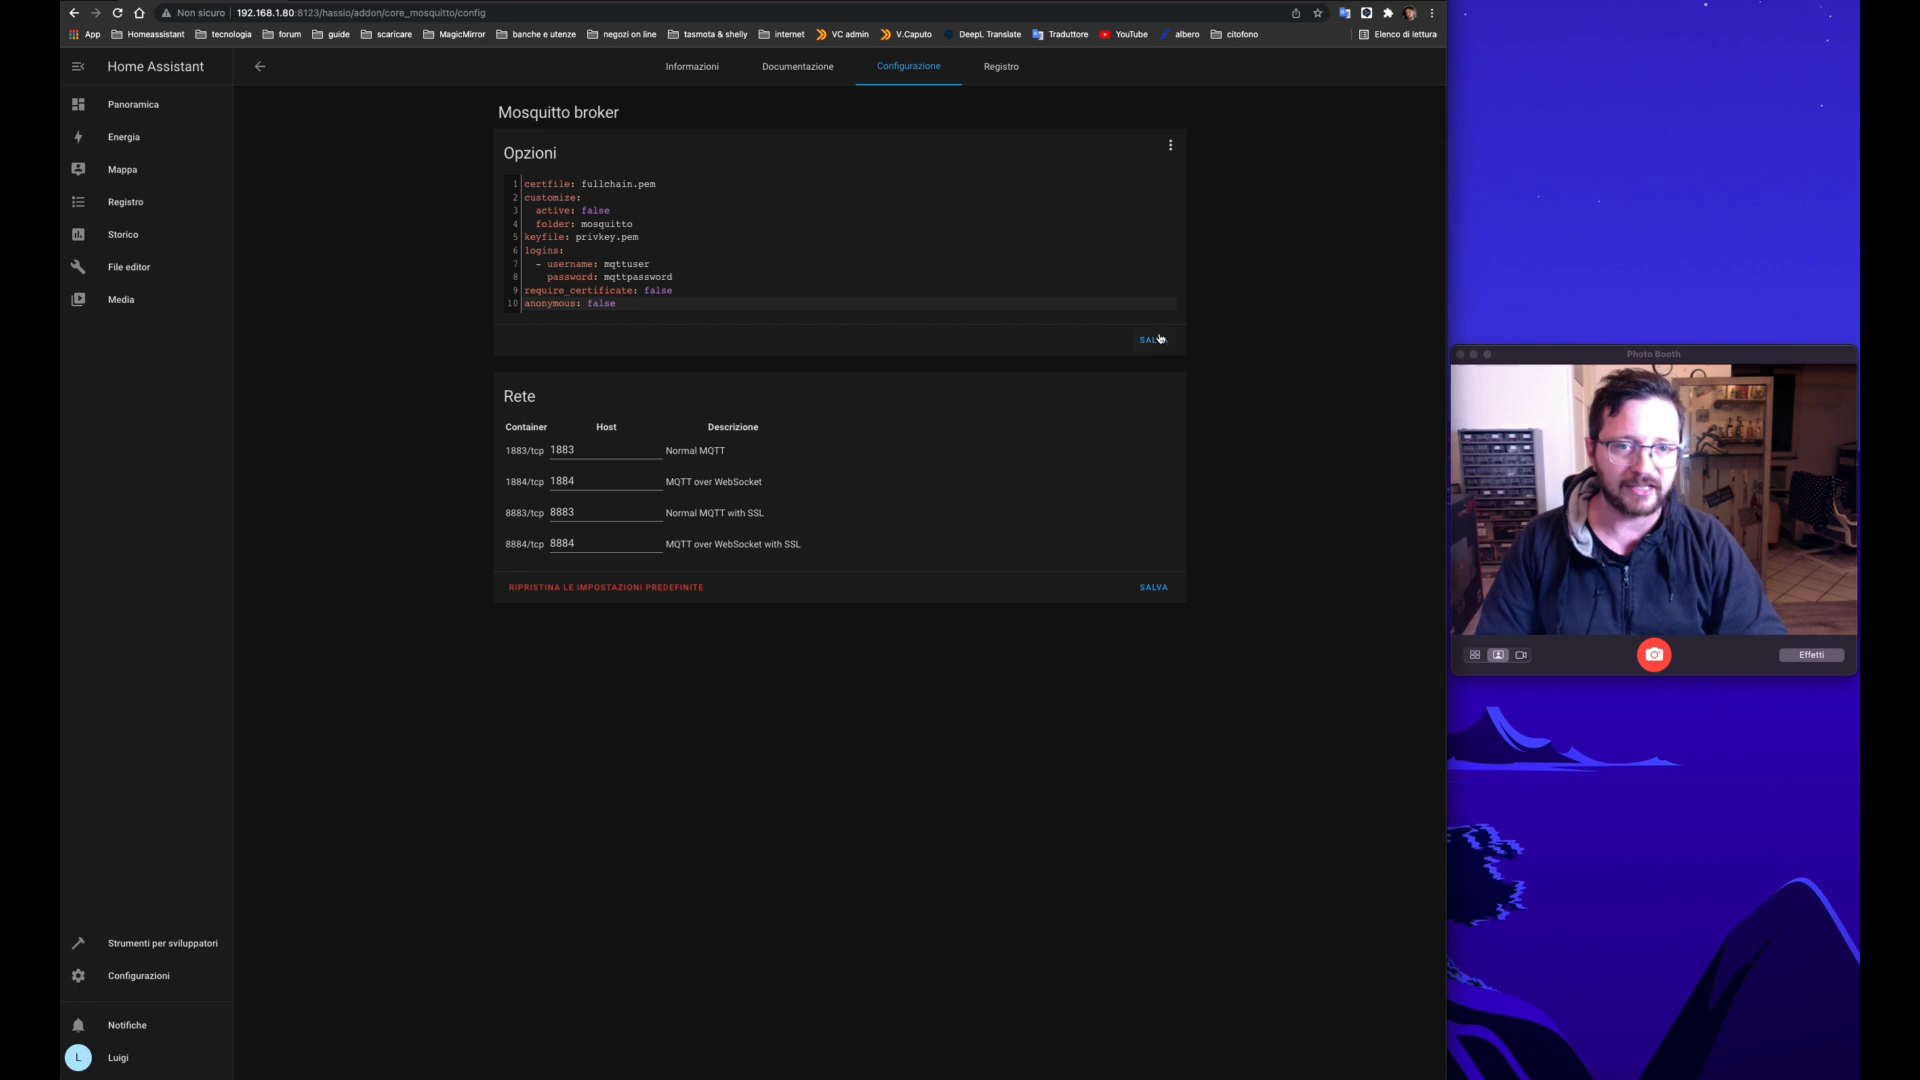 Non sicuro | 192.168.1.80:8123/hassio/addon/core_mosquitto/config
App Homeassistant tecnologia forum guide scaricare MagicMirror banche e utenze negozi on line tasmota & shelly internet VC admin V.Caputo DeepL Translate Traduttore YouTube albero citofono Elenco di lettura
Home Assistant
Informazioni Documentazione Configurazione Registro
Panoramica
Energia
Mappa
Registro
Storico
File editor
Media
Strumenti per sviluppatori
Configurazioni
Notifiche
L Luigi
Mosquitto broker
Opzioni
1 certfile: fullchain.pem
2 customize:
3   active: false
4   folder: mosquitto
5 keyfile: privkey.pem
6 logins:
7   - username: mqttuser
8     password: mqttpassword
9 require_certificate: false
10 anonymous: false
SALVA
Rete
Container Host Descrizione
1883/tcp 1883 Normal MQTT
1884/tcp 1884 MQTT over WebSocket
8883/tcp 8883 Normal MQTT with SSL
8884/tcp 8884 MQTT over WebSocket with SSL
RIPRISTINA LE IMPOSTAZIONI PREDEFINITE SALVA
Photo Booth
Effetti